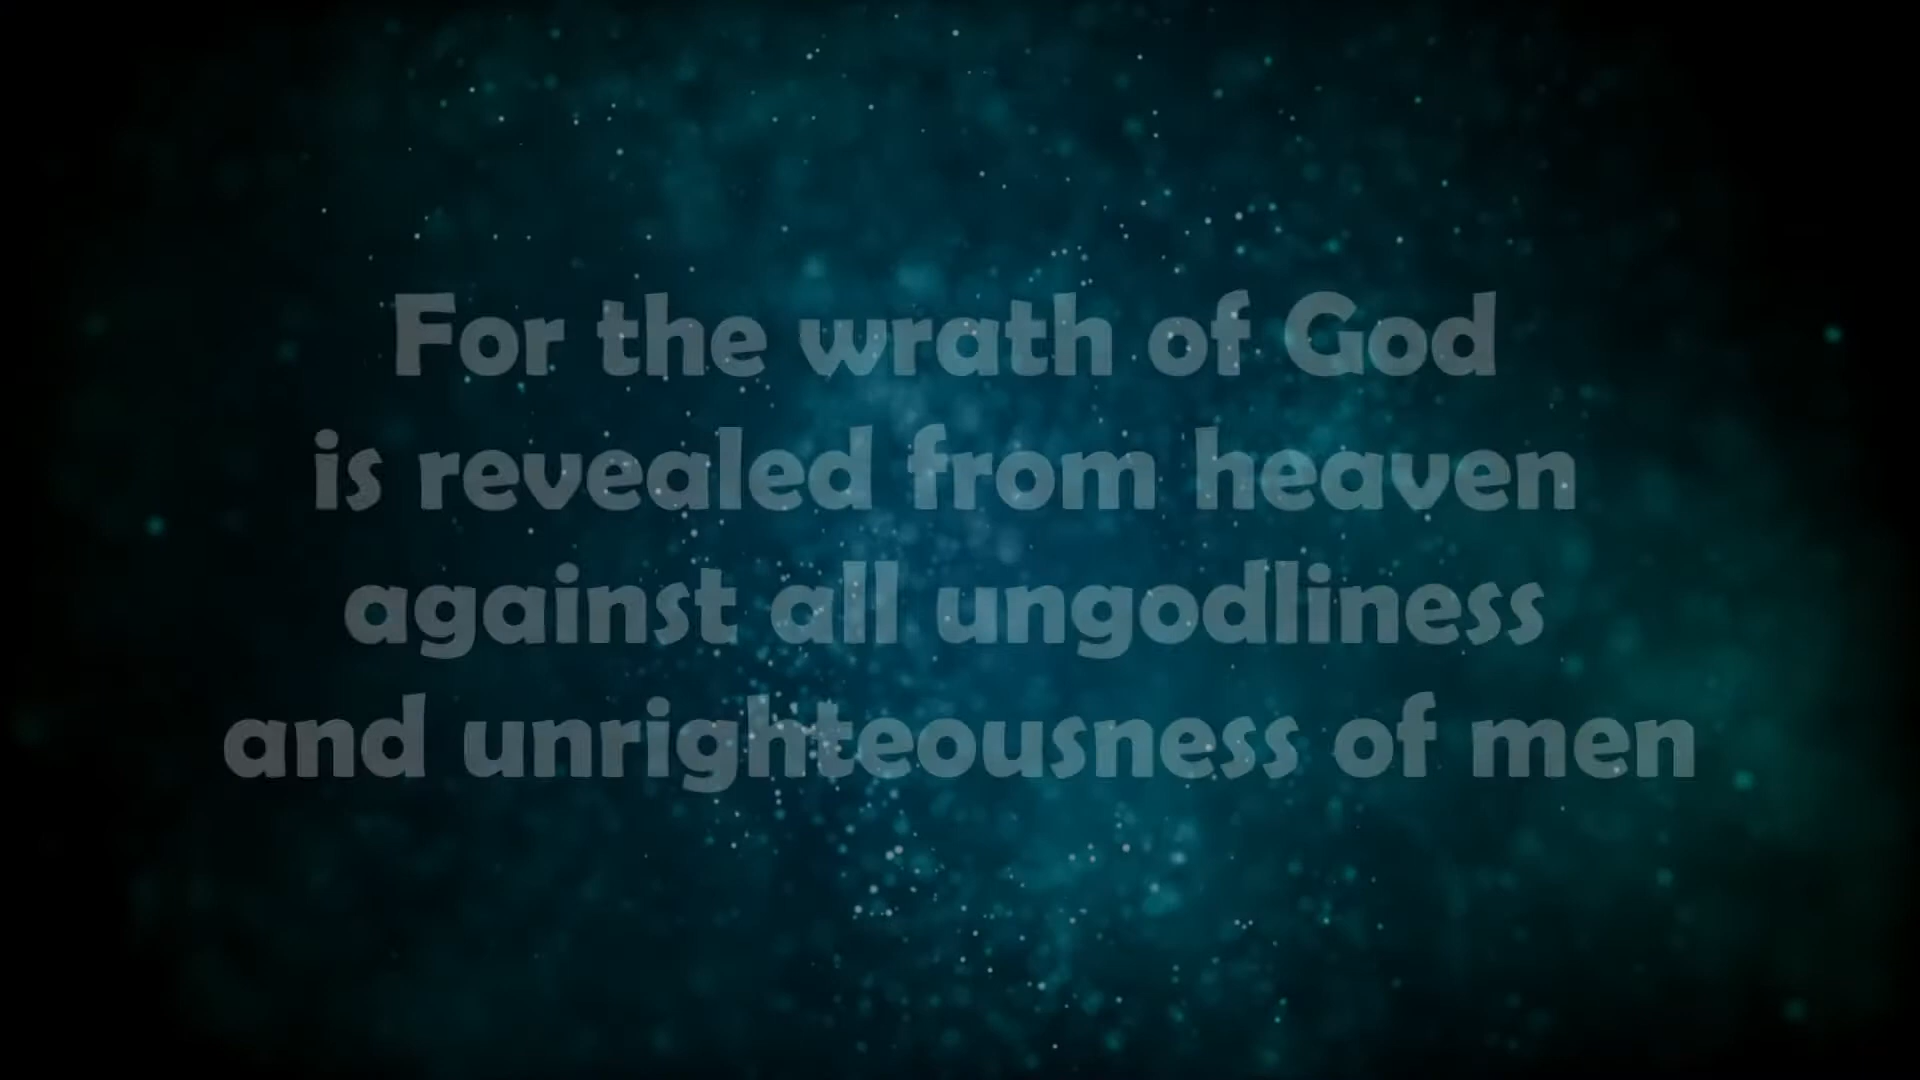 For the wrath of God
is revealed from heaven
against all ungodliness
and unrighteousness of men